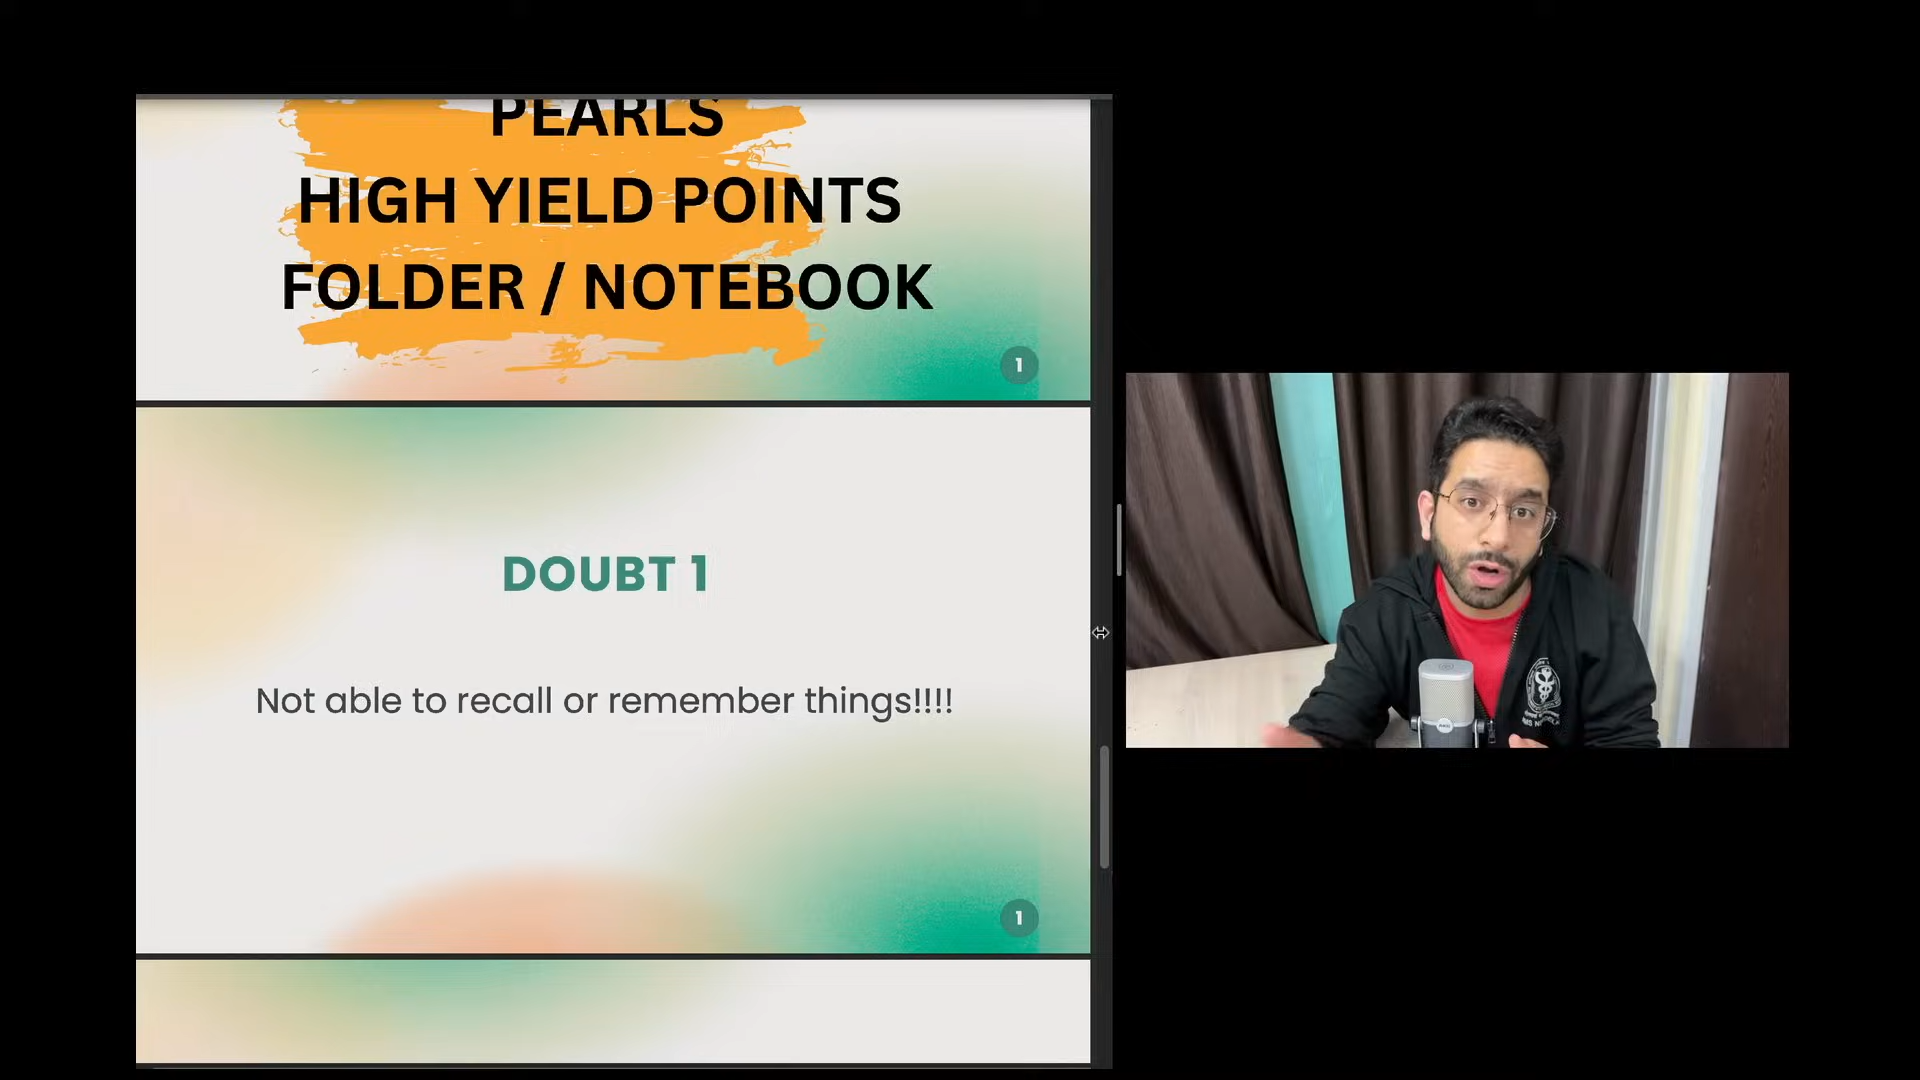 PEARLS
HIGH YIELD POINTS
FOLDER / NOTEBOOK
1
DOUBT 1
Not able to recall or remember things!!!!
1